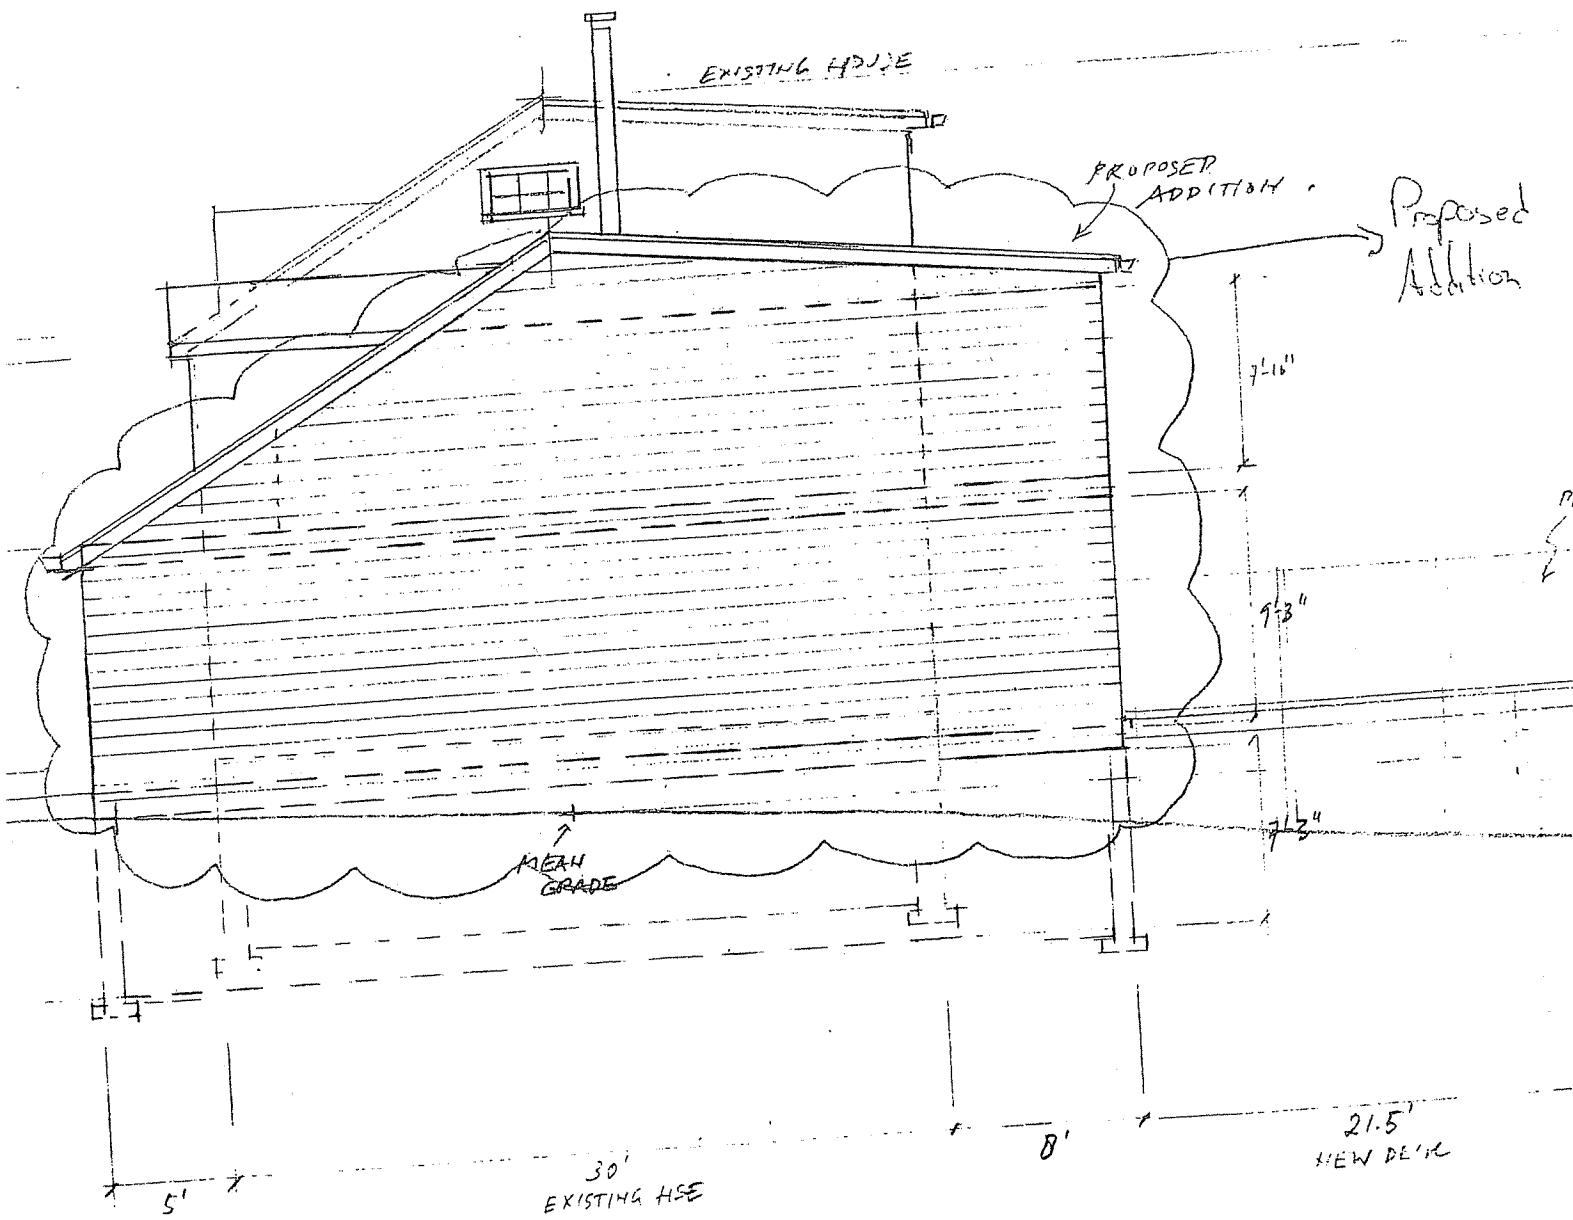 EXISTING HOUSE
PROPOSED
ADDITION
Proposed
Addition
9'-3"
7'-3"
MEAN
GRADE
5'
30'
EXISTING HSE
8'
21.5'
NEW DECK